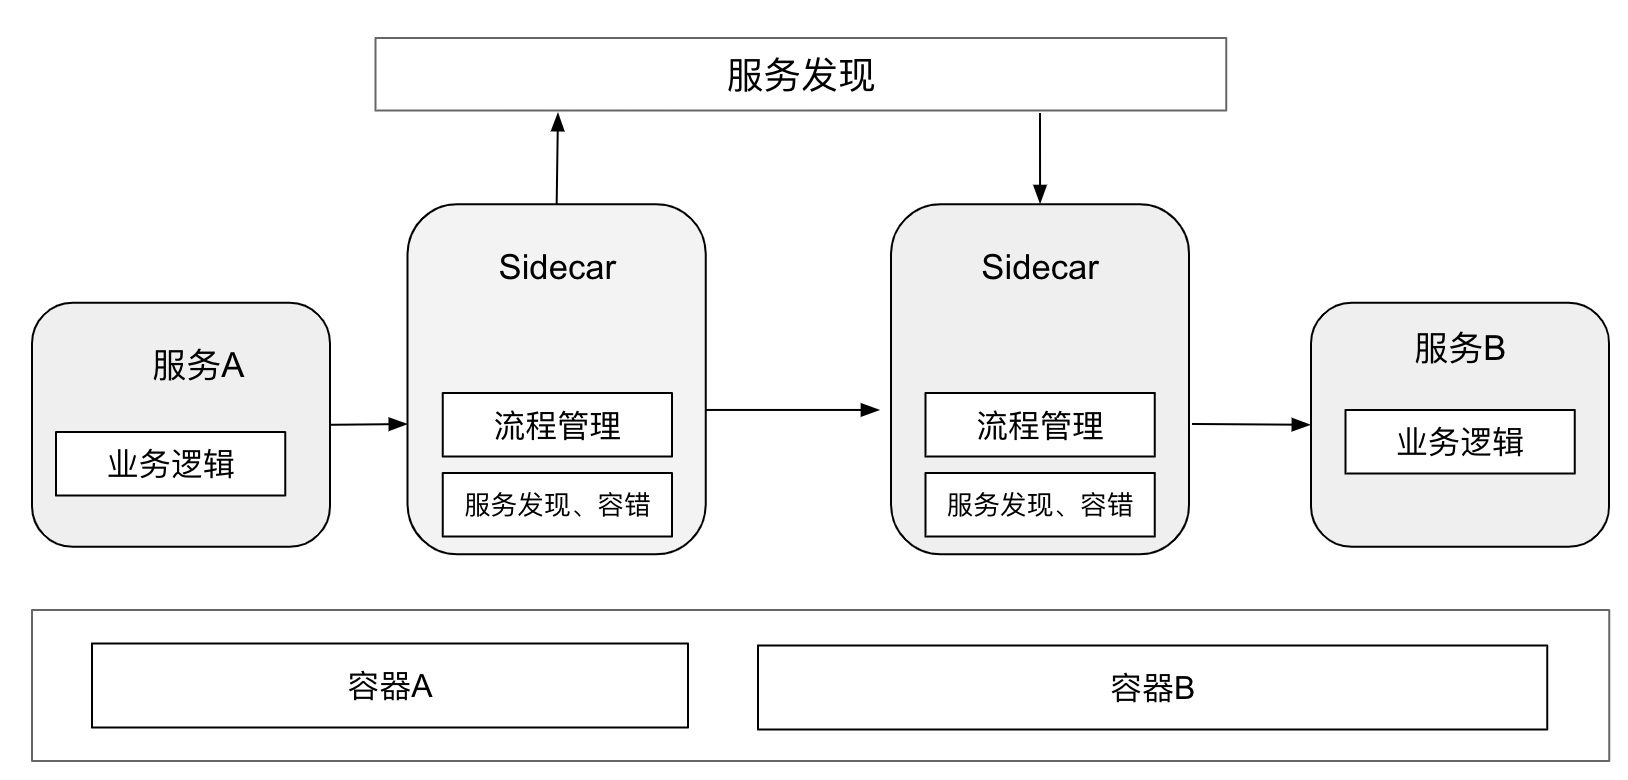 服务发现
Sidecar
Sidecar
服务A
服务B
流程管理
流程管理
业务逻辑
业务逻辑
服务发现、容错
服务发现、容错
容器A
容器B